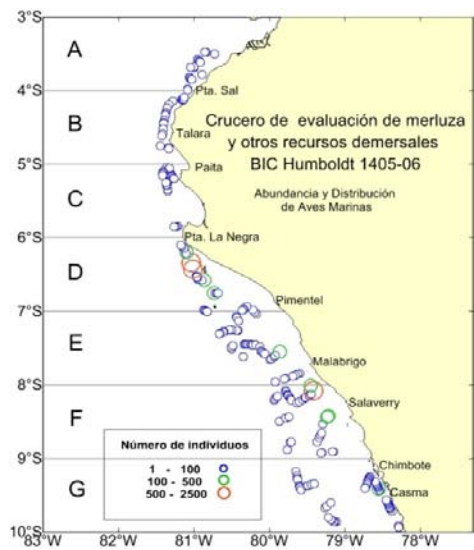 3°S
A
4°S
Pta. Sal
Crucero de evaluación de merluza
y otros recursos demersales
BIC Humboldt 1405-06
Abundancia y Distribución
de Aves Marinas
B
Talara
5°S
Paita
C
6°S
Pta. La Negra
D
7°S
Pimentel
E
Malabrigo
8°S
Salaverry
F
Número de individuos
1 - 100
100 - 500
500 - 2500
9°S
Chimbote
G
Casma
10°S
83°W 82°W 81°W 80°W 79°W 78°W